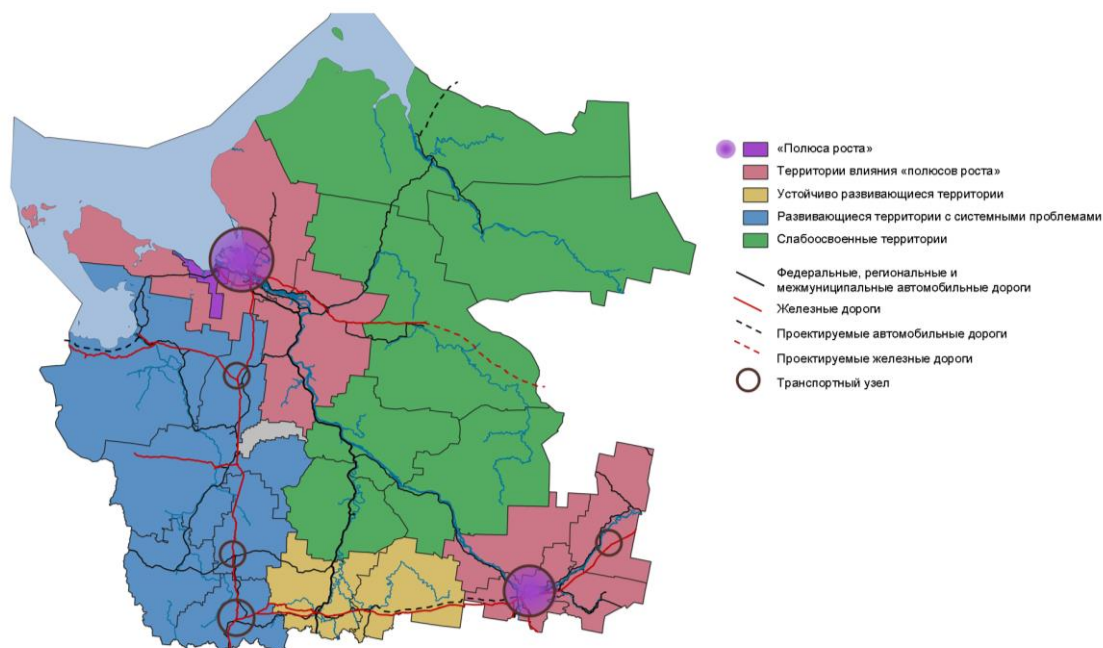 «Полюса роста»
Территории влияния «полюсов роста»
Устойчиво развивающиеся территории
Развивающиеся территории с системными проблемами
Слабоосвоенные территории
Федеральные, региональные и
межмуниципальные автомобильные дороги
Железные дороги
Проектируемые автомобильные дороги
Проектируемые железные дороги
Транспортный узел